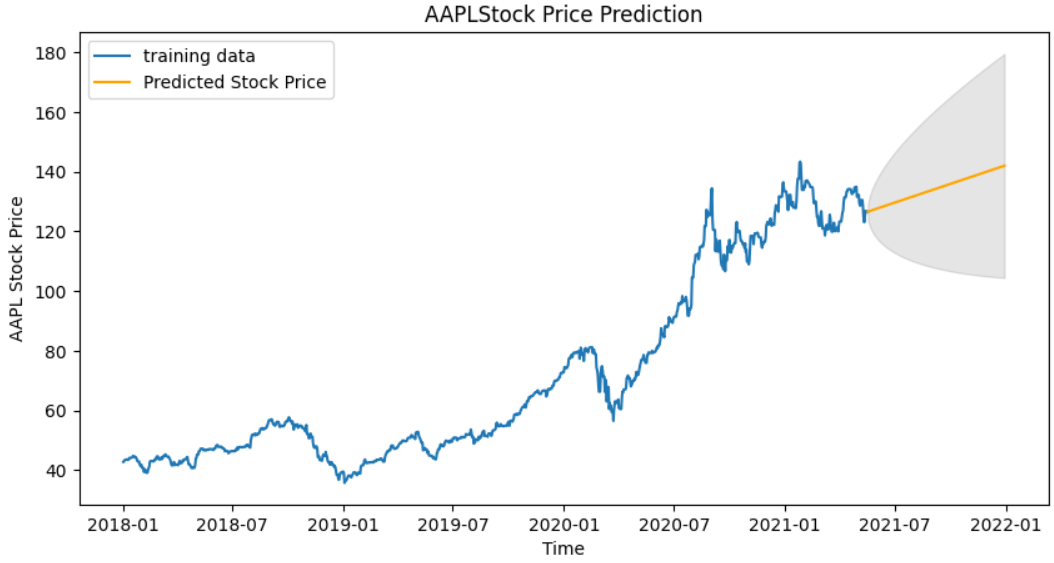 AAPLStock Price Prediction
training data
Predicted Stock Price
180
160
140
120
100
80
60
40
AAPL Stock Price
2018-01 2018-07 2019-01 2019-07 2020-01 2020-07 2021-01 2021-07 2022-01
Time